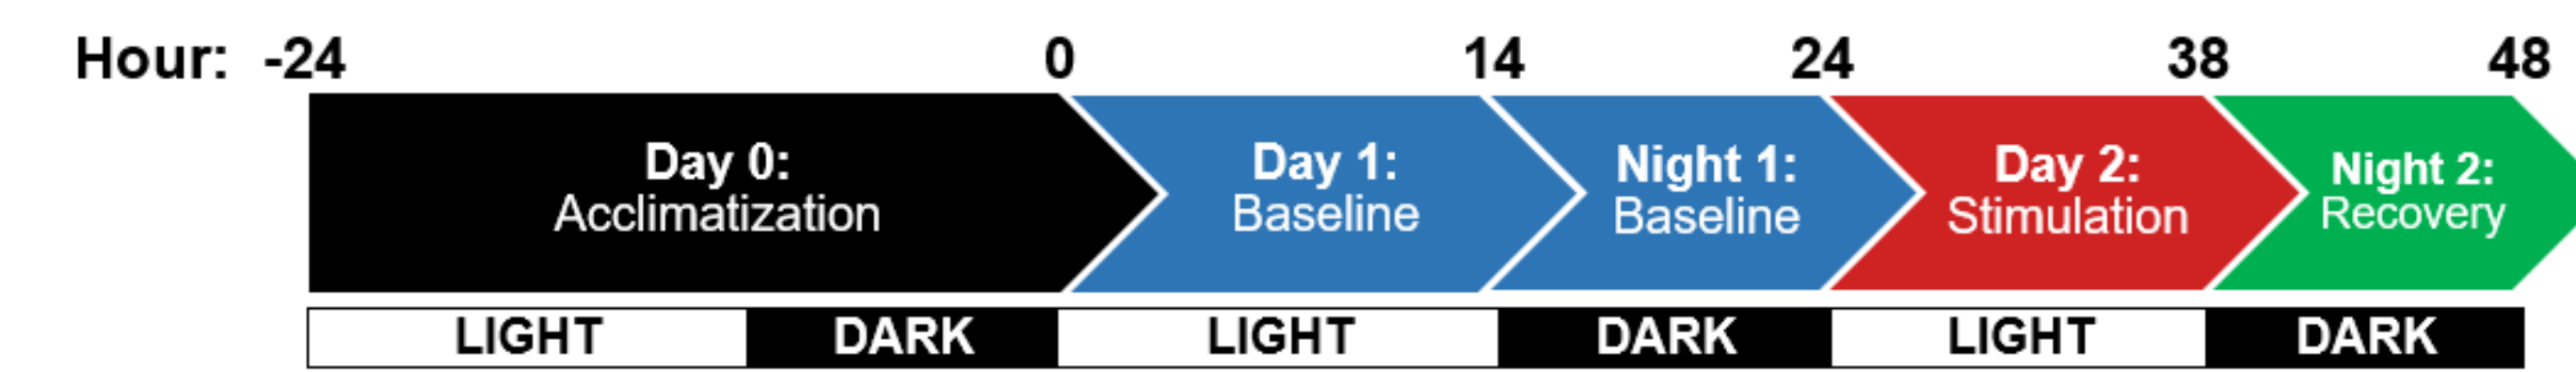 Hour: -24 0 14 24 38 48
Day 0:
Acclimatization
Day 1:
Baseline
Night 1:
Baseline
Day 2:
Stimulation
Night 2:
Recovery
LIGHT DARK LIGHT DARK LIGHT DARK